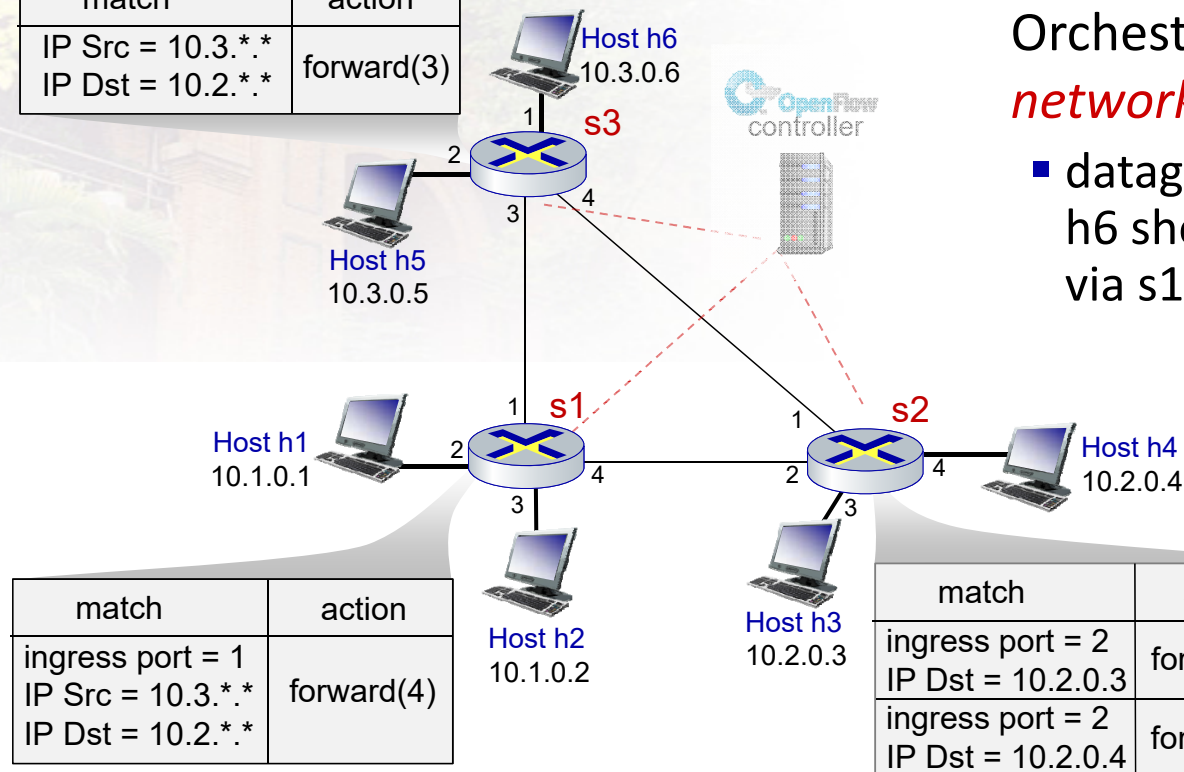 match action
IP Src = 10.3.*.*
IP Dst = 10.2.*.*
forward(3)
Host h6
10.3.0.6
OpenFlow
controller
1
s3
2
3
4
Host h5
10.3.0.5
Orchest
network
datag
h6 sho
via s1
1
s1
2
3
4
Host h1
10.1.0.1
Host h2
10.1.0.2
1
s2
2
3
4
Host h4
10.2.0.4
Host h3
10.2.0.3
match action
ingress port = 1
IP Src = 10.3.*.*
IP Dst = 10.2.*.*
forward(4)
match
ingress port = 2
IP Dst = 10.2.0.3
for
ingress port = 2
IP Dst = 10.2.0.4
for